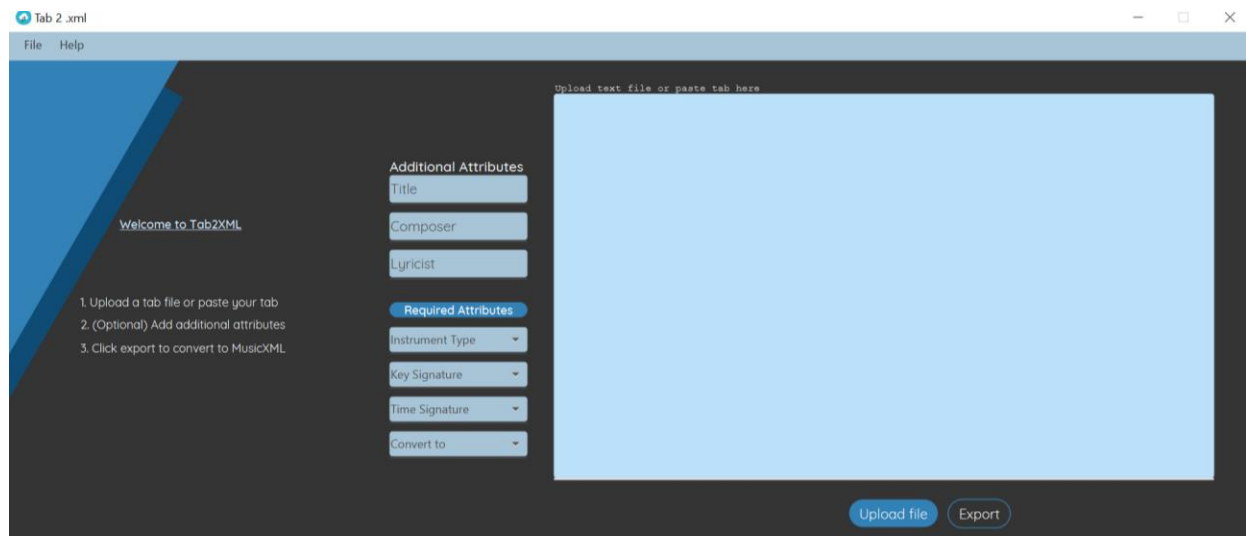 Tab 2 .xml
File Help
Upload text file or paste tab here
Additional Attributes
Title
Composer
Lyricist
Welcome to Tab2XML
1. Upload a tab file or paste your tab
2. (Optional) Add additional attributes
3. Click export to convert to MusicXML
Required Attributes
Instrument Type
Key Signature
Time Signature
Convert to
Upload file Export